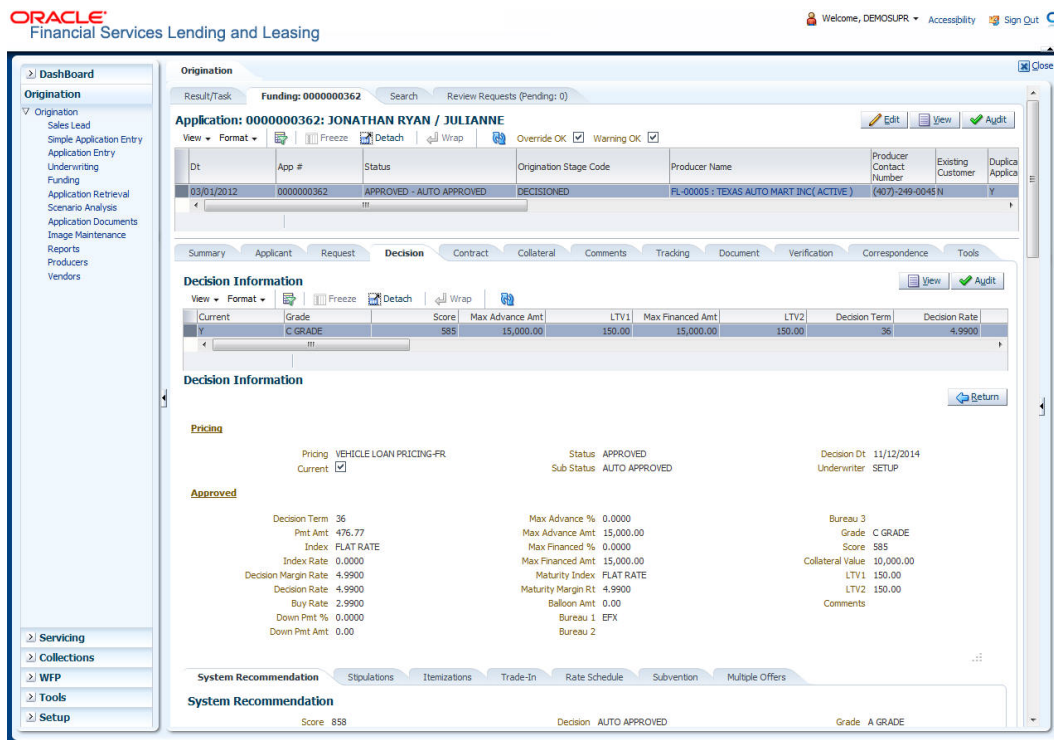 ORACLE
Financial Services Lending and Leasing
Welcome, DEMOSUPR Accessibility Sign Out
Close
DashBoard
Origination
Origination
Sales Lead
Simple Application Entry
Application Entry
Underwriting
Funding
Application Retrieval
Scenario Analysis
Application Documents
Image Maintenance
Reports
Producers
Vendors
Servicing
Collections
WFP
Tools
Setup
Origination
Result/Task Funding: 0000000362 Search Review Requests (Pending: 0)
Application: 0000000362: JONATHAN RYAN / JULIANNE
Edit View Audit
View Format Freeze Detach Wrap Override OK Warning OK
Dt App # Status Origination Stage Code Producer Name Producer Contact Number Existing Customer Duplica Applica
03/01/2012 0000000362 APPROVED - AUTO APPROVED DECISIONED FL-00005 : TEXAS AUTO MART INC( ACTIVE ) (407)-249-0045 N Y
Summary Applicant Request Decision Contract Collateral Comments Tracking Document Verification Correspondence Tools
Decision Information
View Audit
View Format Freeze Detach Wrap
Current Grade Score Max Advance Amt LTV1 Max Financed Amt LTV2 Decision Term Decision Rate
Y C GRADE 585 15,000.00 150.00 15,000.00 150.00 36 4.9900
Decision Information
Return
Pricing
Pricing VEHICLE LOAN PRICING-FR Status APPROVED Decision Dt 11/12/2014
Current Sub Status AUTO APPROVED Underwriter SETUP
Approved
Decision Term 36 Max Advance % 0.0000 Bureau 3
Pmt Amt 476.77 Max Advance Amt 15,000.00 Grade C GRADE
Index FLAT RATE Max Financed % 0.0000 Score 585
Index Rate 0.0000 Max Financed Amt 15,000.00 Collateral Value 10,000.00
Decision Margin Rate 4.9900 Maturity Index FLAT RATE LTV1 150.00
Decision Rate 4.9900 Maturity Margin Rt 4.9900 LTV2 150.00
Buy Rate 2.9900 Balloon Amt 0.00 Comments
Down Pmt % 0.0000 Bureau 1 EFX
Down Pmt Amt 0.00 Bureau 2
System Recommendation Stipulations Itemizations Trade-In Rate Schedule Subvention Multiple Offers
System Recommendation
Score 858 Decision AUTO APPROVED Grade A GRADE